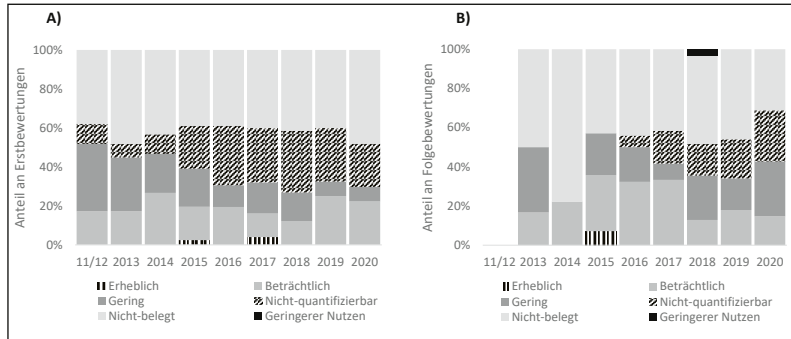 A)
Anteil an Erstbewertungen
100%
80%
60%
40%
20%
0%
11/12 2013 2014 2015 2016 2017 2018 2019 2020
Erheblich Beträchtlich
Gering Nicht-quantifizierbar
Nicht-belegt Geringerer Nutzen
B)
Anteil an Folgebewertungen
100%
80%
60%
40%
20%
0%
11/12 2013 2014 2015 2016 2017 2018 2019 2020
Erheblich Beträchtlich
Gering Nicht-quantifizierbar
Nicht-belegt Geringerer Nutzen